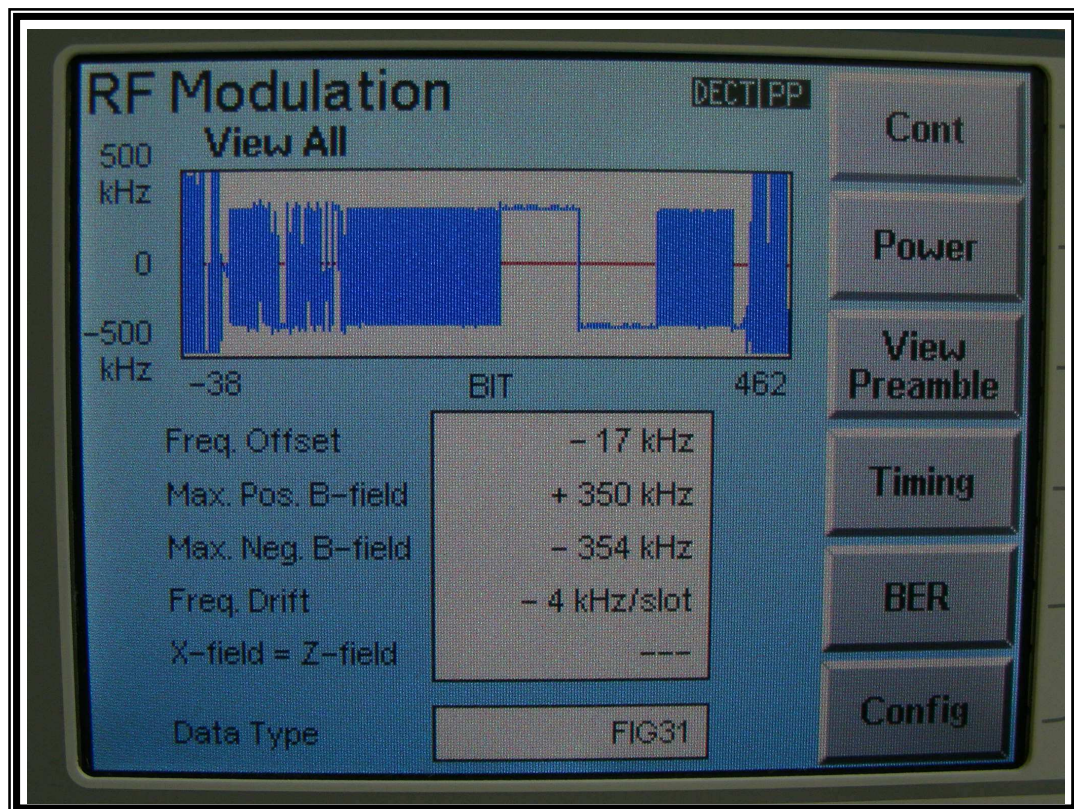 RF Modulation
DECT PP
View All
500
kHz
0
-500
kHz
-38 BIT 462
Freq. Offset - 17 kHz
Max. Pos. B-field + 350 kHz
Max. Neg. B-field - 354 kHz
Freq. Drift - 4 kHz/slot
X-field = Z-field ---
Data Type FIG31
Cont
Power
View
Preamble
Timing
BER
Config